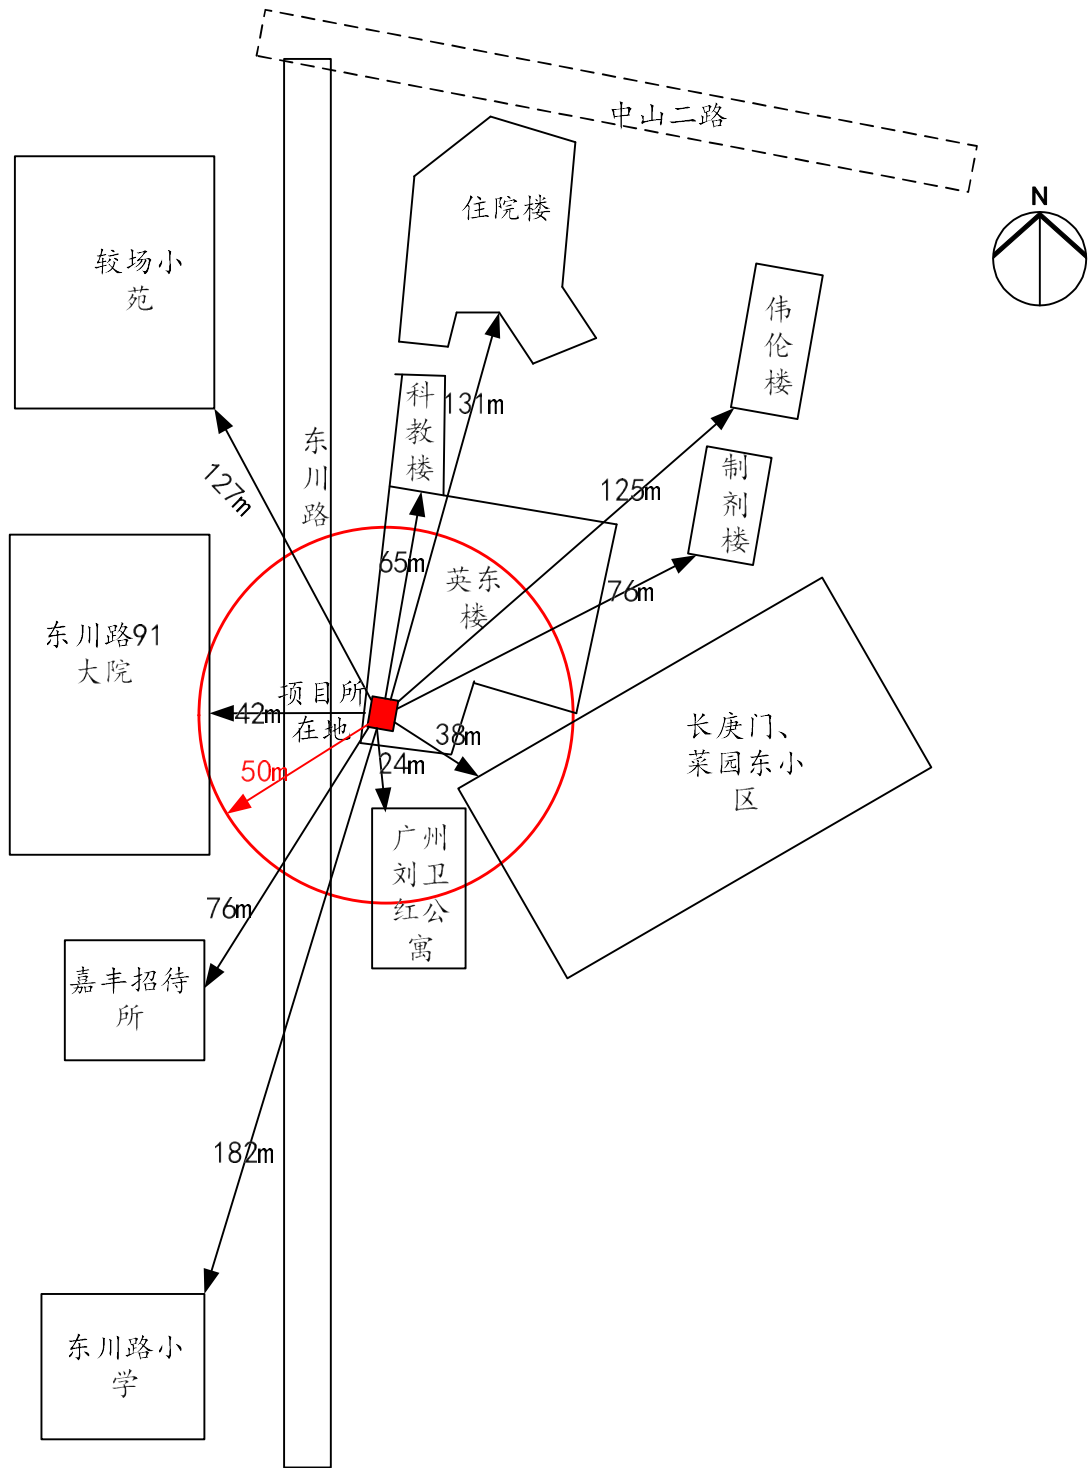 中山二路
N
住院楼
较场小
苑
伟
伦
楼
科
教
楼
131m
东
川
路
127m
制
剂
楼
125m
65m
英东
楼
76m
东川路91
大院
项目所
在地
42m
38m
24m
50m
长庚门、
菜园东小
区
广州
刘卫
红公
寓
76m
嘉丰招待
所
182m
东川路小
学